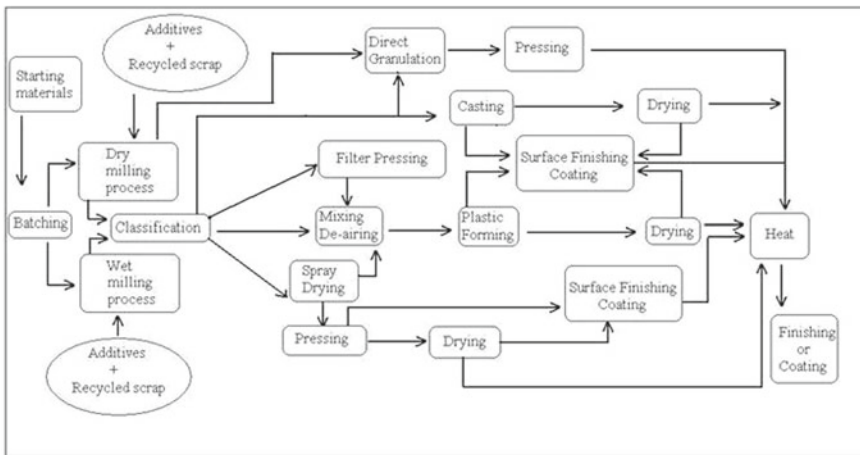 Additives
+
Recycled scrap
Starting
materials
Direct
Granulation
Pressing
Casting
Drying
Dry
milling
process
Filter Pressing
Surface Finishing
Coating
Batching
Classification
Mixing
De-airing
Plastic
Forming
Drying
Heat
Wet
milling
process
Spray
Drying
Surface Finishing
Coating
Pressing
Drying
Finishing
or
Coating
Additives
+
Recycled scrap